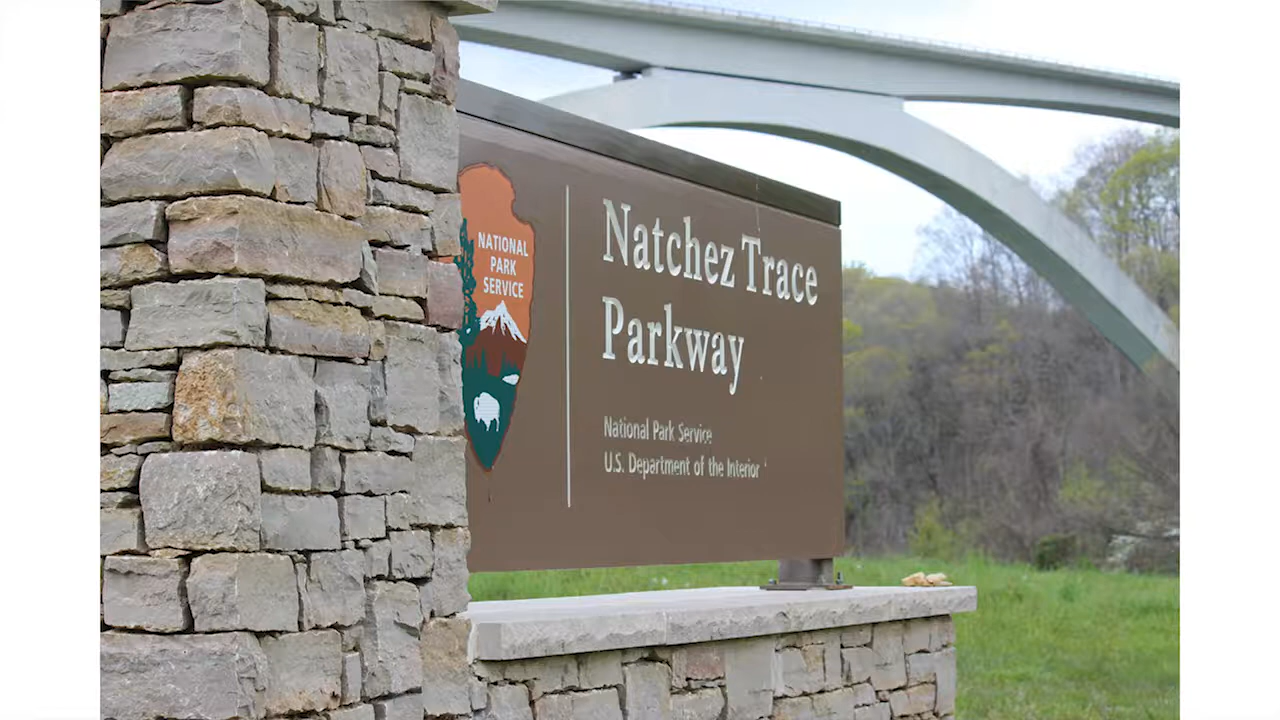 NATIONAL
PARK
SERVICE
Natchez Trace
Parkway
National Park Service
U.S. Department of the Interior